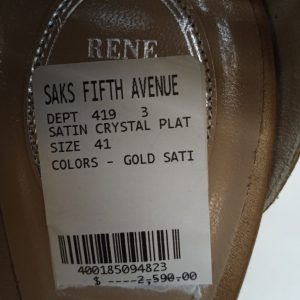 RENE
SAKS FIFTH AVENUE
DEPT 419 3
SATIN CRYSTAL PLAT
SIZE 41
COLORS - GOLD SATI
400185094823
$ ----2,590.00